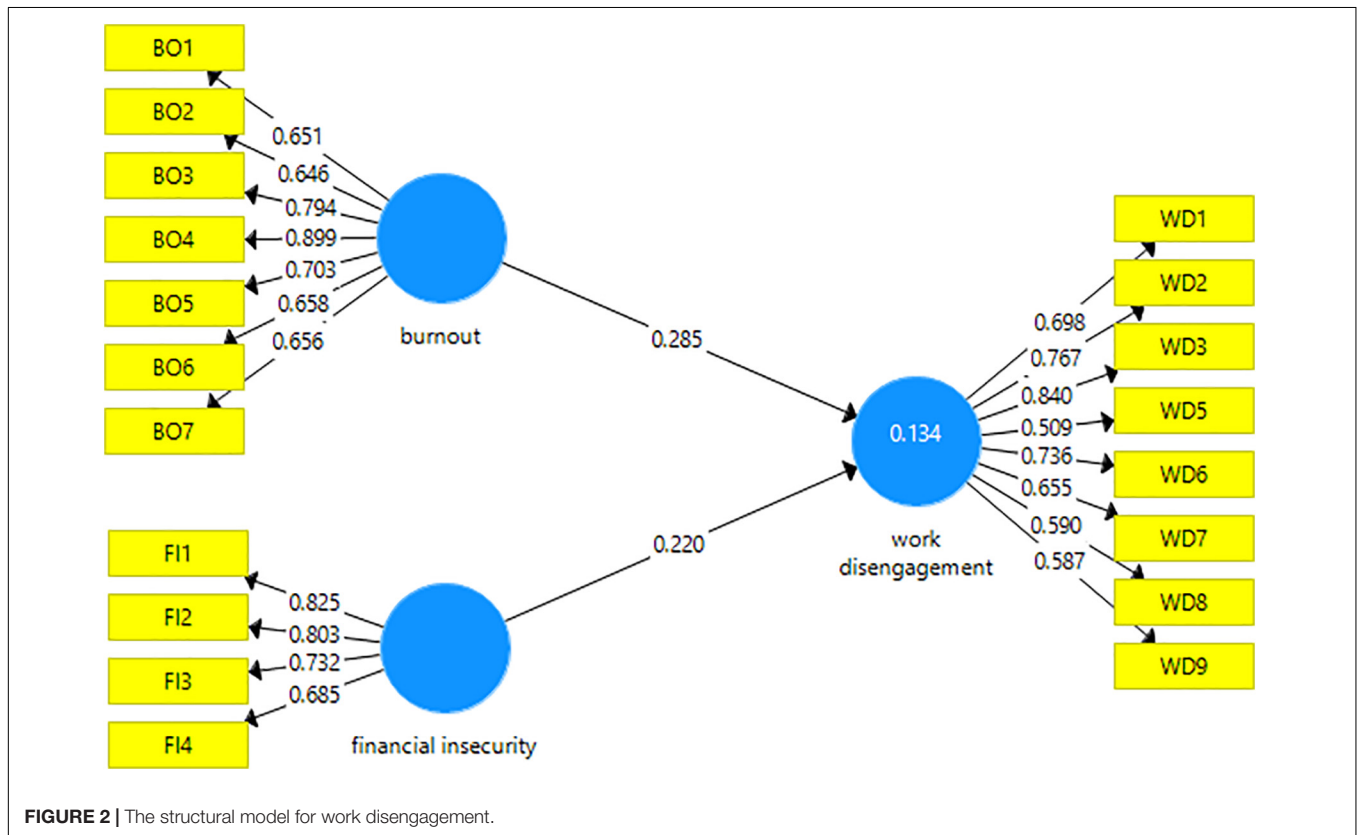 BO1
BO2
BO3
BO4
BO5
BO6
BO7
0.651
0.646
0.794
0.899
0.703
0.658
0.656
burnout
0.285
FI1
FI2
FI3
FI4
0.825
0.803
0.732
0.685
financial insecurity
0.220
0.134
work
disengagement
0.698
0.767
0.840
0.509
0.736
0.655
0.590
0.587
WD1
WD2
WD3
WD5
WD6
WD7
WD8
WD9
FIGURE 2 | The structural model for work disengagement.